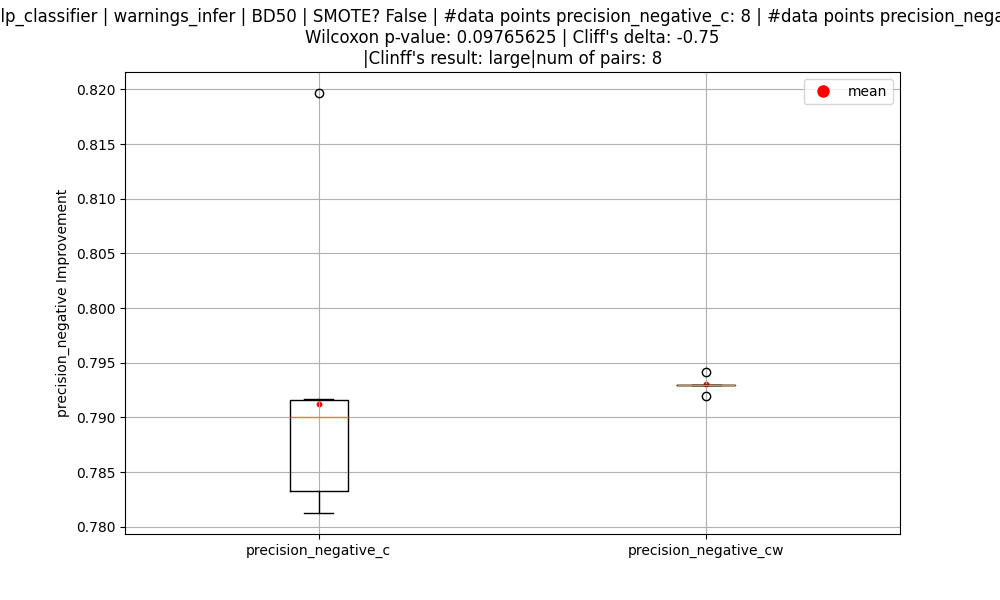 lp_classifier | warnings_infer | BD50 | SMOTE? False | #data points precision_negative_c: 8 | #data points precision_nega
Wilcoxon p-value: 0.09765625 | Cliff's delta: -0.75
|Clinff's result: large|num of pairs: 8
mean
0.820
0.815
0.810
0.805
0.800
0.795
0.790
0.785
0.780
precision_negative Improvement
precision_negative_c
precision_negative_cw